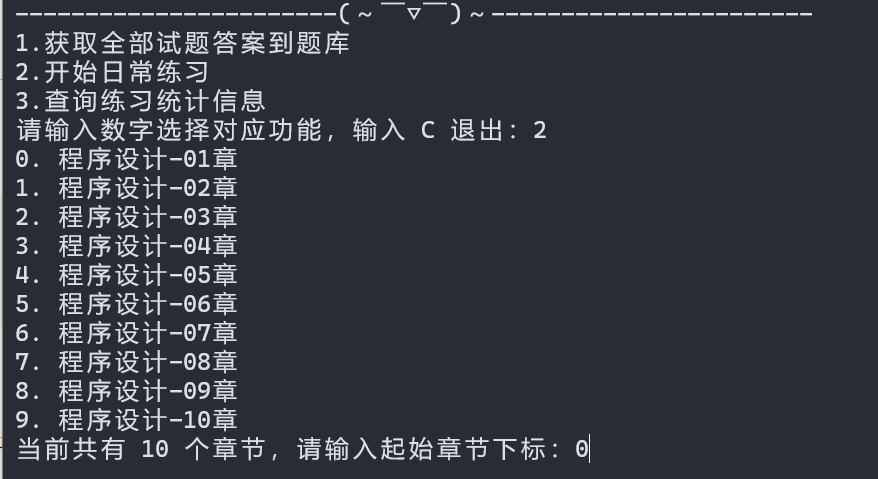 -----------------------(～￣▽￣)～-----------------------
1.获取全部试题答案到题库
2.开始日常练习
3.查询练习统计信息
请输入数字选择对应功能，输入 C 退出：2
0. 程序设计-01章
1. 程序设计-02章
2. 程序设计-03章
3. 程序设计-04章
4. 程序设计-05章
5. 程序设计-06章
6. 程序设计-07章
7. 程序设计-08章
8. 程序设计-09章
9. 程序设计-10章
当前共有 10 个章节，请输入起始章节下标：0